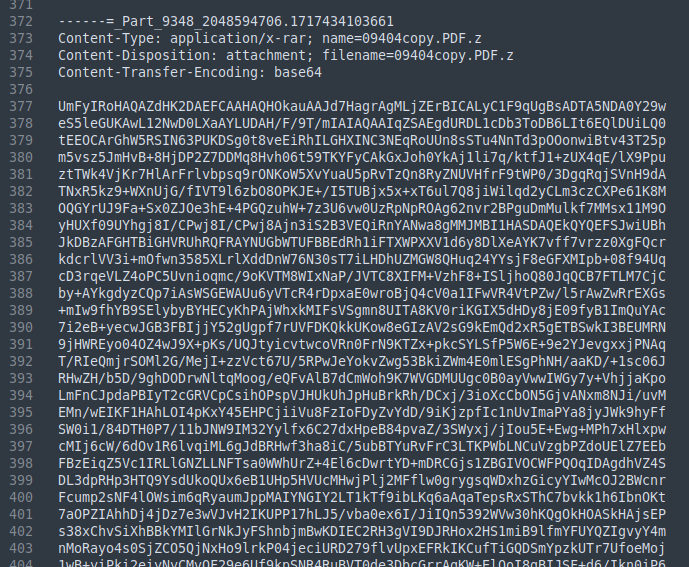 371
372 ------=_Part_9348_2048594706.1717434103661
373 Content-Type: application/x-rar; name=09404copy.PDF.z
374 Content-Disposition: attachment; filename=09404copy.PDF.z
375 Content-Transfer-Encoding: base64
376
377 UmFyIRoHAQAZdHK2DAEFCAAHAQHOkauAAJd7HagrAgMLjZErBICALyC1F9qUgBsADTA5NDA0Y29w
378 eS5leGUKAwL12NwD0LXaAYLUDAH/F/9T/mIAIAQAAIqZSAEgdURDL1cDb3ToDB6LIt6EQlDUiLQ0
379 tEEOCArGhW5RSIN63PUKDSg0t8veEiRhILGHXINC3NEqRoUUn8sSTu4NnTd3pOOonwiBtv43T25p
380 m5vsz5JmHvB+8HjDP2Z7DDMq8Hvh06t59TKYFyCAkGxJoh0YkAj1li7q/ktfJ1+zUX4qE/lX9Ppu
381 ztTWk4VjKr7HlArFrlvbpsq9rONKoW5XvYuaU5pRvTzQn8RyZNUVHfrF9tWP0/3DgqRqjSVnH9dA
382 TNxR5kz9+WXnUjG/fIVT9l6zbO8OPKJE+/I5TUBjx5x+xT6ul7Q8jiWilqd2yCLm3czCXPe61K8M
383 OQGYrUJ9Fa+Sx0ZJOe3hE+4PGQzuhW+7z3U6vw0UzRpNpROAg62nvr2BPguDmMulkf7MMsx11M9O
384 yHUXf09UYhgj8I/CPwj8I/CPwj8Ajn3iS2B3VEQiRnYANwa8gMMJMBI1HASDAQEkQYQEFSJwiUBh
385 JkDBzAFGHTBiGHVRUhRQFRAYNUGbWTUFBBEdRh1iFTXWPXXV1d6y8DlXeAYK7vff7vrzz0XgFQcr
386 kdcrlVV3i+mOfwn3585XLrlXddDnW76N30sT7iLHDhUZMGW8QHuq24YYsjF8eGFXMIpb+08f94Uq
387 cD3rqeVLZ4oPC5Uvnioqmc/9oKVTM8WIxNaP/JVTC8XIFM+VzhF8+ISljhoQ80JqQCB7FTLM7CjC
388 by+AYkgdyzCQp7iAsWSGEWAUu6yVTcR4rDpxaE0wroBjQ4cV0a1IFwVR4VtPZw/l5rAwZwRrEXGs
389 +mIw9fhYB9SElybyBYHECyKhPAjWhxkMIFsVSgmn8UITA8KV0riKGIX5dHDy8jE09fyB1ImQuYAc
390 7i2eB+yecwJGB3FBIjjY52gUgpf7rUVFDKQkkUKow8eGIzAV2sG9kEmQd2xR5gETBSwkI3BEUMRN
391 9jHWREyo04OZ4wJ9X+pKs/UQJtyicvtwcoVRn0FrN9KTZx+pkcSYLSfP5W6E+9e2YJevgxxjPNAq
392 T/RIeQmjrSOMl2G/MejI+zzVct67U/5RPwJeYokvZwg53BkiZWm4E0mlESgPhNH/aaKD/+1sc06J
393 RHwZH/b5D/9ghDODrwNltqMoog/eQFvAlB7dCmWoh9K7WVGDMUUgc0B0ayVwwIWGy7y+VhjjaKpo
394 LmFnCJpdaPBIyT2cGRVCpCsihOPspVJHUkUhJpHuBrkRh/DCxj/3ioXcCbON5GjvANxm8NJi/uvM
395 EMn/wEIKF1HAhLOI4pKxY45EHPCjiiVu8FzIoFDyZvYdD/9iKjzpfIc1nUvImaPYa8jyJWk9hyFf
396 SW0i1/84DTH0P7/11bJNW9IM32Yylfx6C27dxHpeB84pvaZ/3SWyxj/jIou5E+Ewg+MPh7xHlxpw
397 cMIj6cW/6dOv1R6lvqiML6gJdBRHwf3ha8iC/5ubBTYuRvFrC3LTKPWbLNCuVzgbPZdoUElZ7EEb
398 FBzEiqZ5Vc1IRLlGNZLLNFTsa0WWhUrZ+4El6cDwrtYD+mDRCGjs1ZBGIVOCWFPQOqIDAgdhVZ4S
399 DL3dpRHp3HTQ9YsdUkoQUx6eB1UHp5HVUcMHwjPlj2MFflw0grygsqWDxhzGicyYIwMcOJ2BWcnr
400 Fcump2sNF4lOWsim6qRyaumJppMAIYNGIY2LT1kTf9ibLKq6aAqaTepsRxSThC7bvkk1h6IbnOKt
401 7aOPZIAhhDj4jDz7e3wVJvH2IKUPP17hLJ5/vba0ex6I/JiIQn5392WVw30hKQgOkHOASkHAjsEP
402 s38xChvSiXhBBkYMIlGrNkJyFShnbjmBwKDIEC2RH3gVI9DJRHox2HS1miB9lfmYFUYQZIgvyY4m
403 nMoRayo4s0SjZCO5QjNxHo9lrkP04jeciURD279flvUpxEFRkIKCufTiGQDSmYpzkUTr7UfoeMoj
404